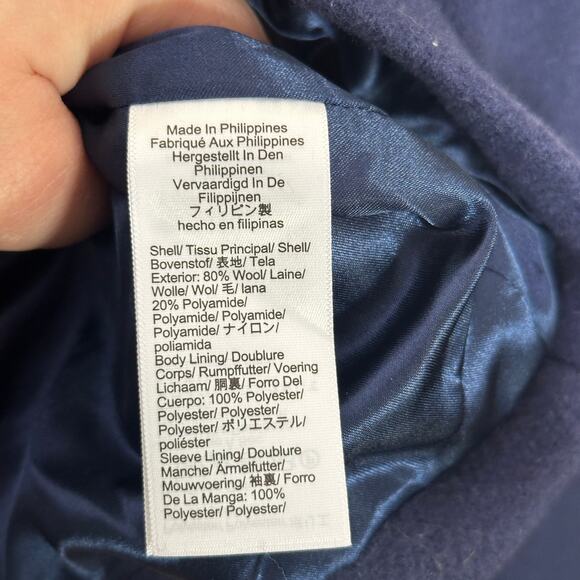 Made In Philippines
Fabriqué Aux Philippines
Hergestellt In Den
Philippinen
Vervaardigd In De
Filippijnen
フィリピン製
hecho en filipinas
Shell/ Tissu Principal/ Shell/
Bovenstof/ 表地/ Tela
Exterior: 80% Wool/ Laine/
Wolle/ Wol/ 毛/ lana
20% Polyamide/
Polyamide/ Polyamide/
Polyamide/ ナイロン/
poliamida
Body Lining/ Doublure
Corps/ Rumpffutter/ Voering
Lichaam/ 胴裏/ Forro Del
Cuerpo: 100% Polyester/
Polyester/ Polyester/
Polyester/ ポリエステル/
poliéster
Sleeve Lining/ Doublure
Manche/ Ärmelfutter/
Mouwvoering/ 袖裏/ Forro
De La Manga: 100%
Polyester/ Polyester/